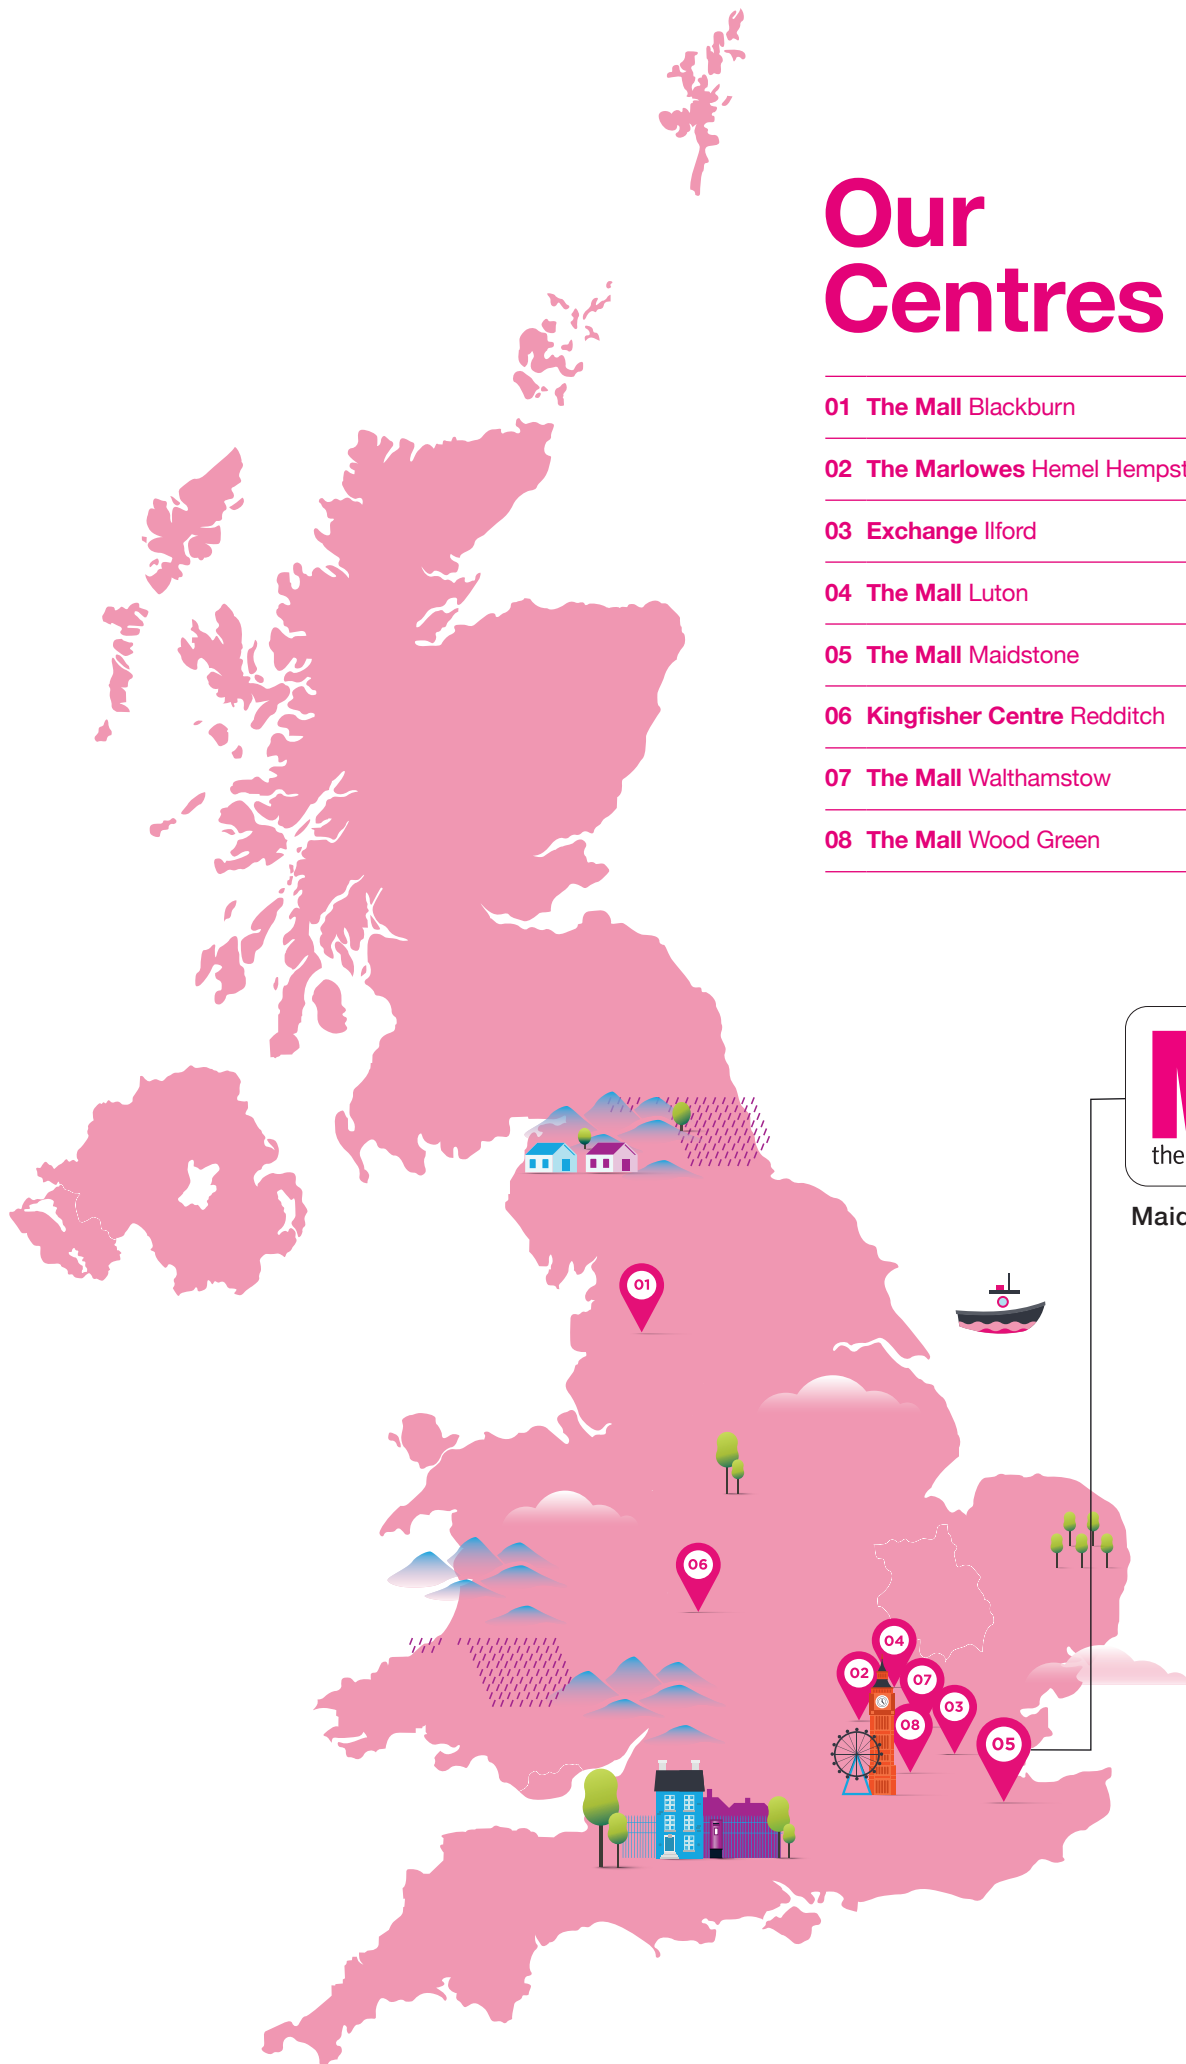 Our
Centres
01 The Mall Blackburn
02 The Marlowes Hemel Hempst
03 Exchange Ilford
04 The Mall Luton
05 The Mall Maidstone
06 Kingfisher Centre Redditch
07 The Mall Walthamstow
08 The Mall Wood Green
the
Maid
01
06
04
02
07
03
08
05